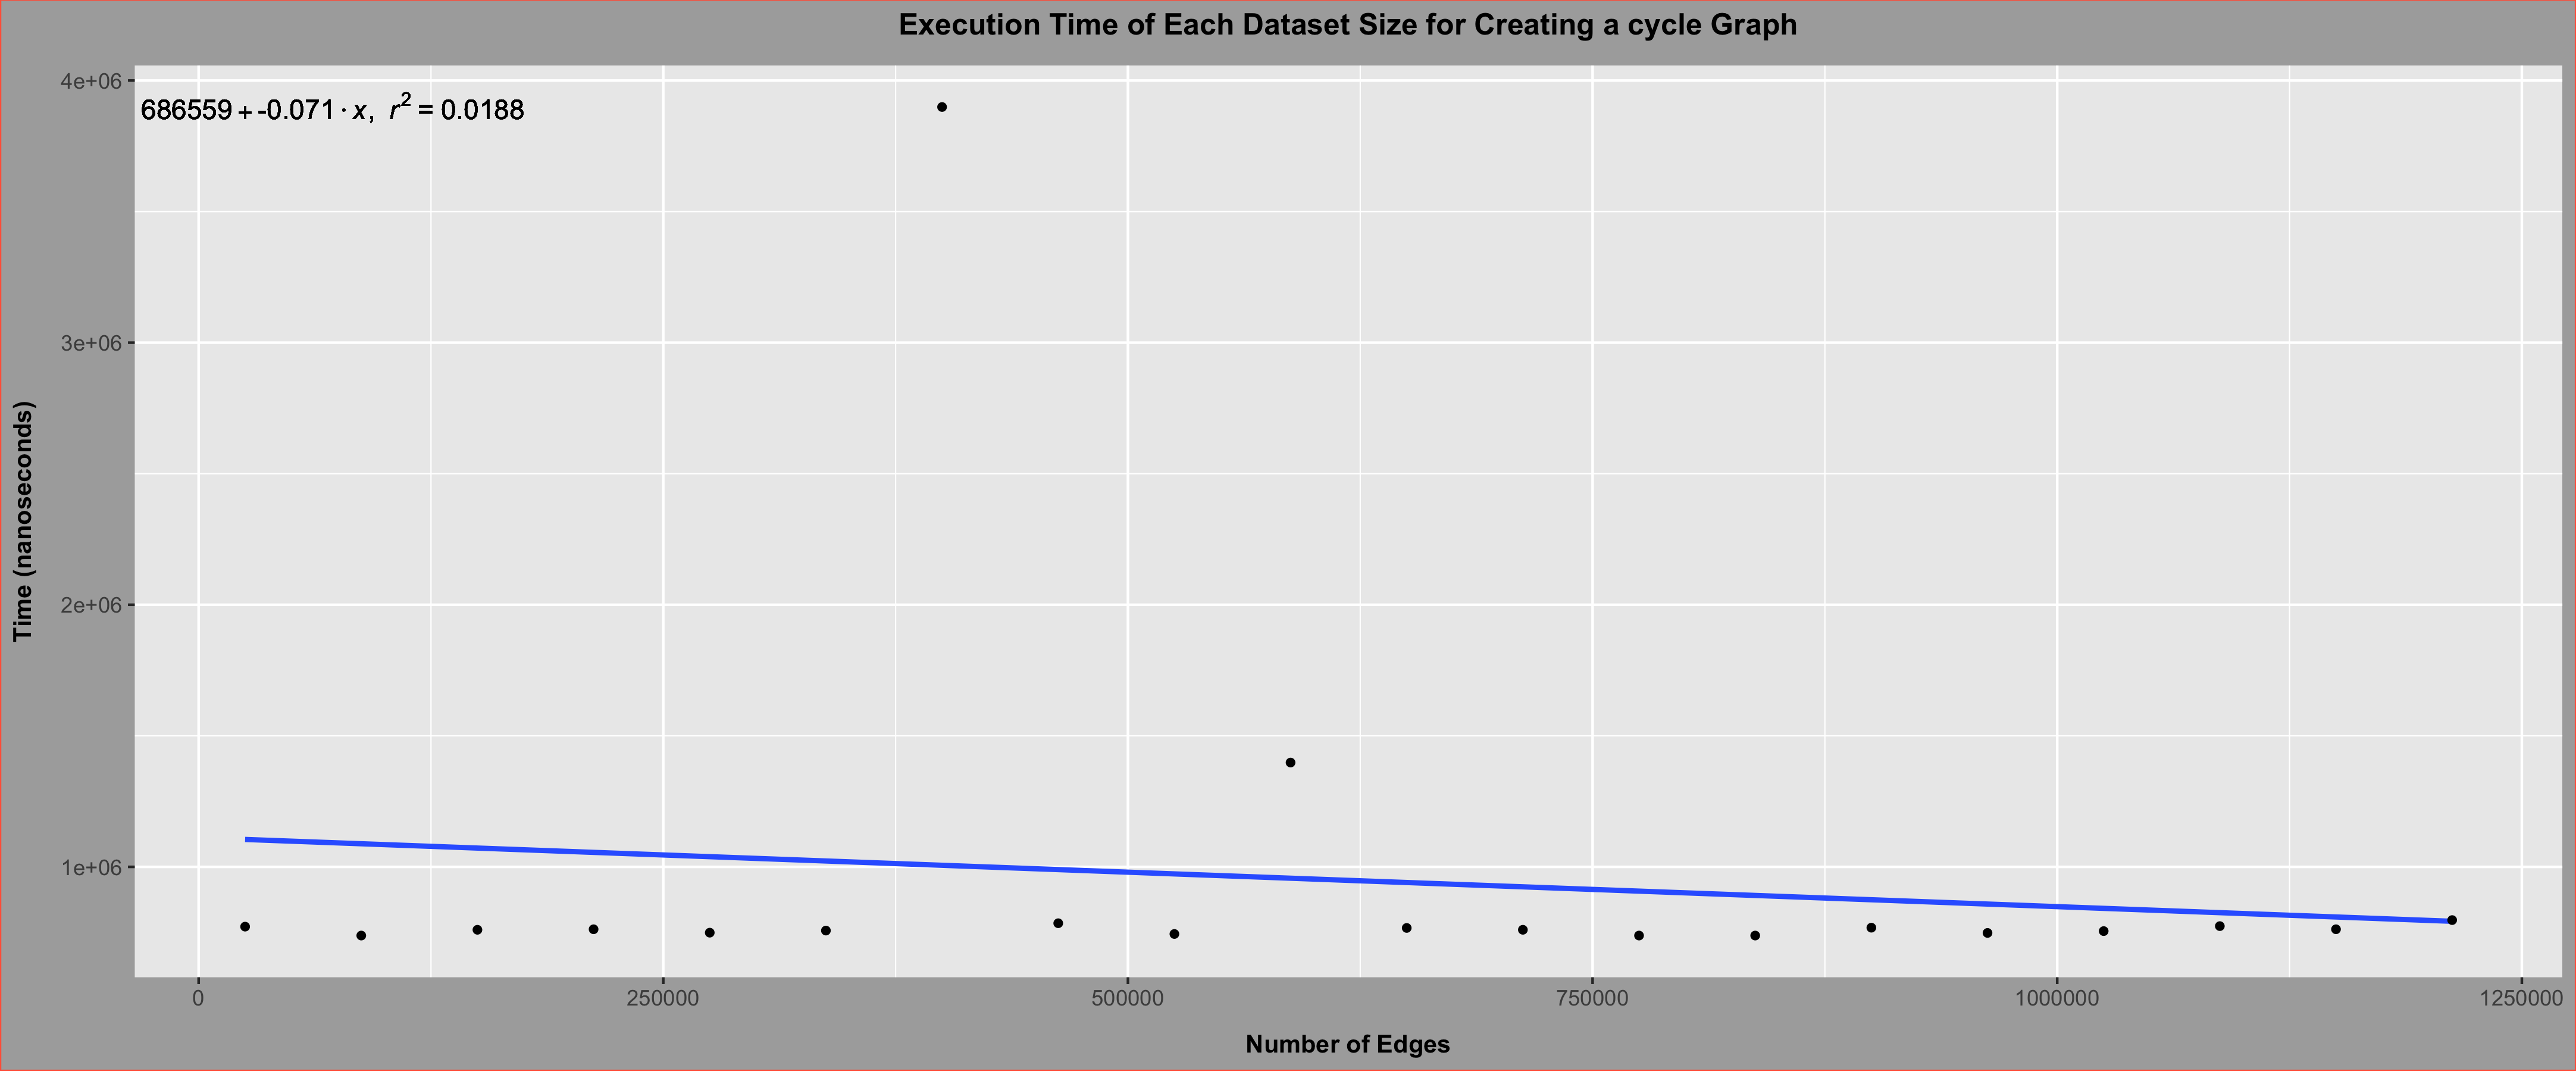 Execution Time of Each Dataset Size for Creating a cycle Graph
686559 + -0.071 · x, r² = 0.0188
4e+06
3e+06
2e+06
1e+06
Time (nanoseconds)
0 250000 500000 750000 1000000 1250000
Number of Edges